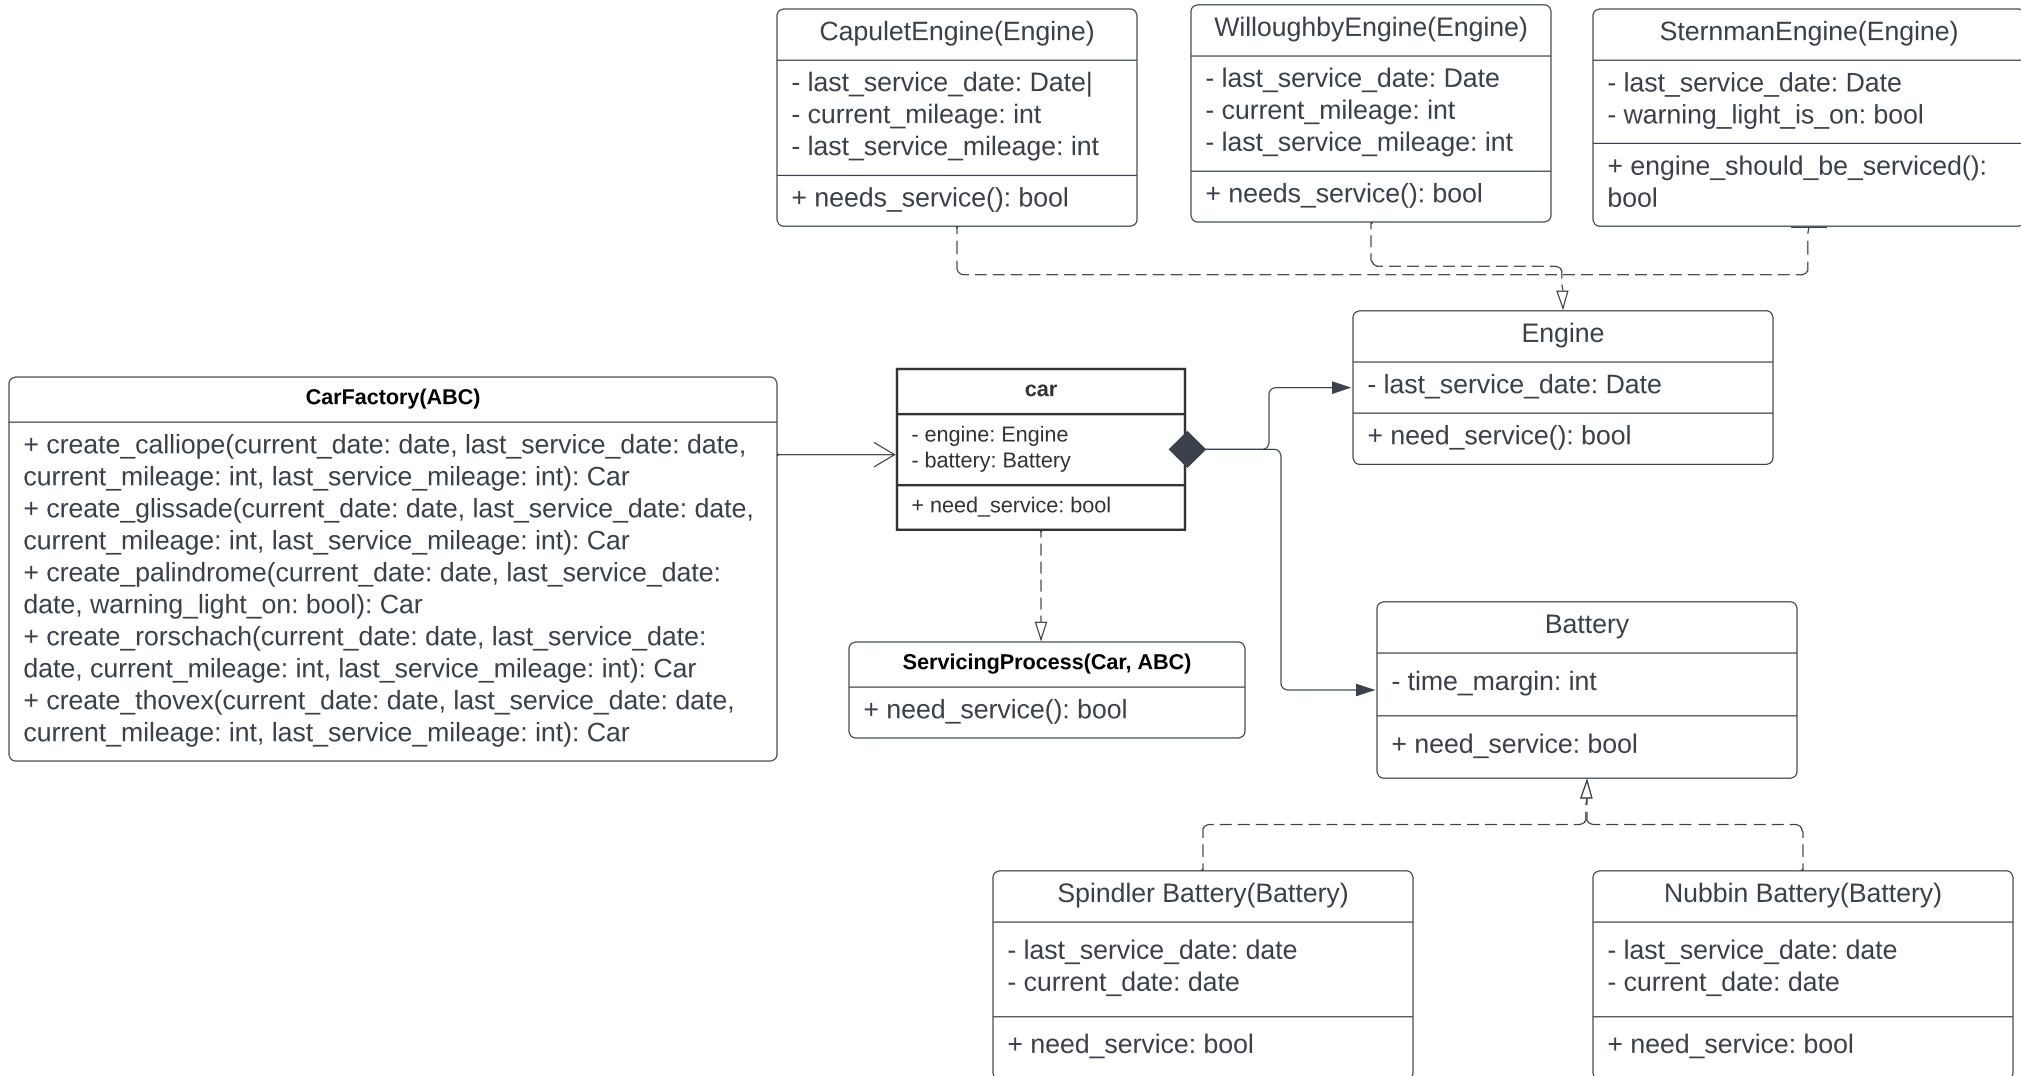 CapuletEngine(Engine)
- last_service_date: Date|
- current_mileage: int
- last_service_mileage: int
+ needs_service(): bool
WilloughbyEngine(Engine)
- last_service_date: Date
- current_mileage: int
- last_service_mileage: int
+ needs_service(): bool
SternmanEngine(Engine)
- last_service_date: Date
- warning_light_is_on: bool
+ engine_should_be_serviced():
bool
Engine
- last_service_date: Date
+ need_service(): bool
CarFactory(ABC)
+ create_calliope(current_date: date, last_service_date: date,
current_mileage: int, last_service_mileage: int): Car
+ create_glissade(current_date: date, last_service_date: date,
current_mileage: int, last_service_mileage: int): Car
+ create_palindrome(current_date: date, last_service_date:
date, warning_light_on: bool): Car
+ create_rorschach(current_date: date, last_service_date:
date, current_mileage: int, last_service_mileage: int): Car
+ create_thovex(current_date: date, last_service_date: date,
current_mileage: int, last_service_mileage: int): Car
car
- engine: Engine
- battery: Battery
+ need_service: bool
ServicingProcess(Car, ABC)
+ need_service(): bool
Battery
- time_margin: int
+ need_service: bool
Spindler Battery(Battery)
- last_service_date: date
- current_date: date
+ need_service: bool
Nubbin Battery(Battery)
- last_service_date: date
- current_date: date
+ need_service: bool